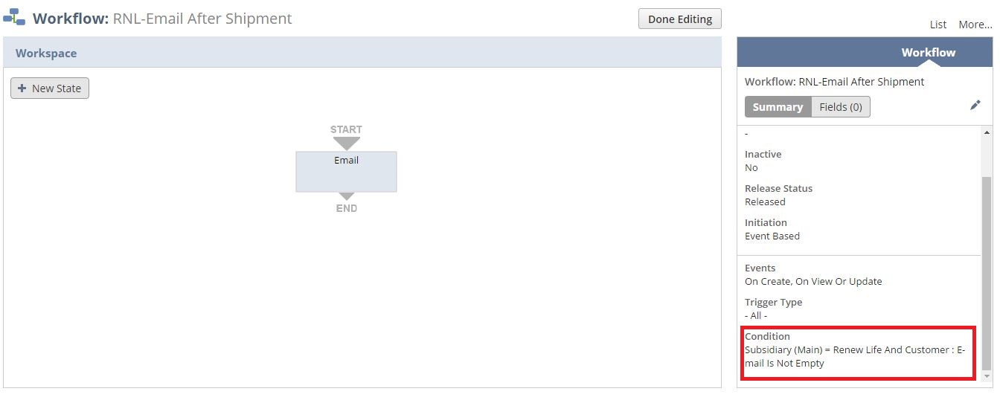 Workflow: RNL-Email After Shipment
Done Editing
List More...
Workspace
Workflow
+ New State
Workflow: RNL-Email After Shipment
Summary Fields (0)
START
Email
END
-
Inactive
No
Release Status
Released
Initiation
Event Based
Events
On Create, On View Or Update
Trigger Type
- All -
Condition
Subsidiary (Main) = Renew Life And Customer : E-
mail Is Not Empty